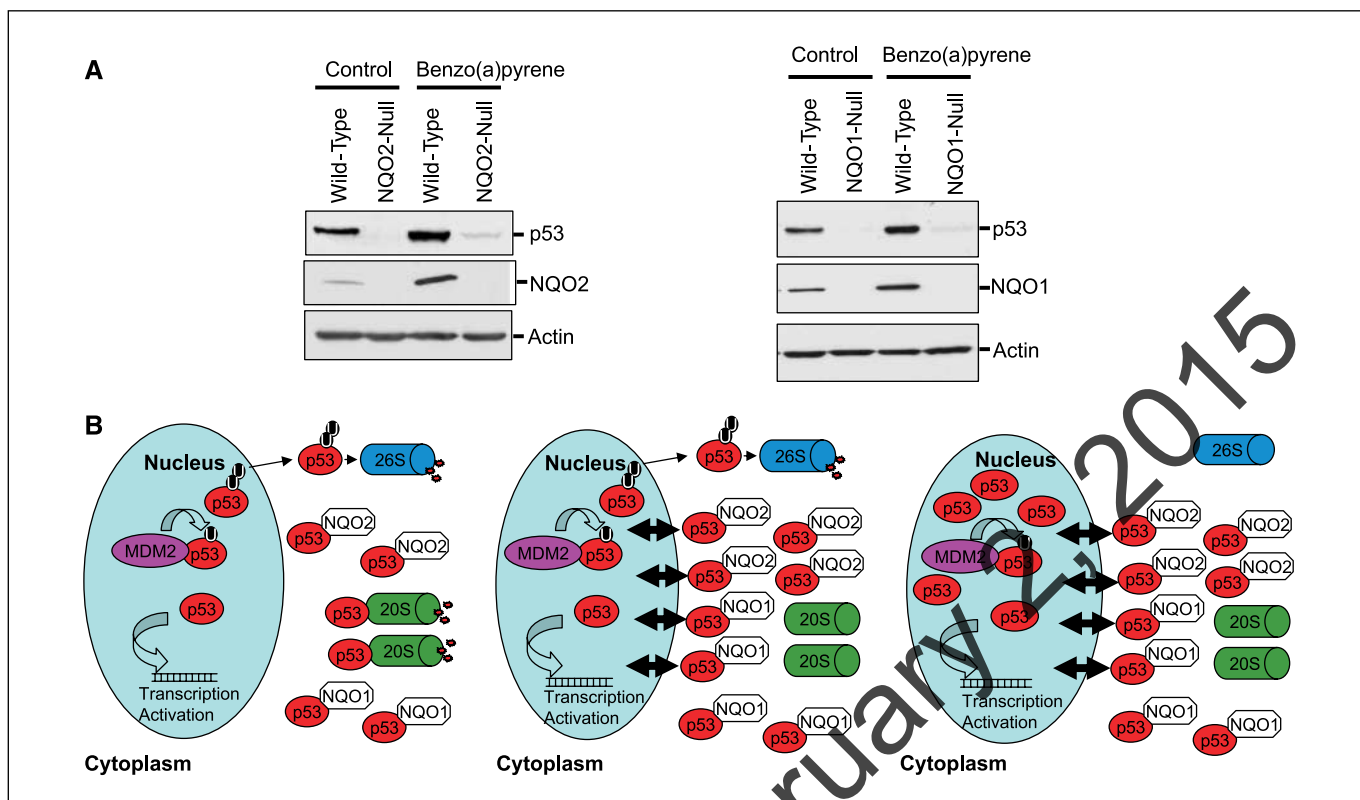 A
Control Benzo(a)pyrene
Wild-Type NQO2-Null Wild-Type NQO2-Null
p53
NQO2
Actin
Control Benzo(a)pyrene
Wild-Type NQO1-Null Wild-Type NQO1-Null
p53
NQO1
Actin
B
Nucleus
p53
p53 26S
MDM2 p53
p53 NQO2
p53 NQO2
p53
p53 20S
p53 20S
Transcription
Activation
p53 NQO1
p53 NQO1
Cytoplasm
Nucleus
p53
p53 26S
MDM2 p53
p53 NQO2
p53 NQO2
p53 NQO2
p53 NQO2
p53
p53 NQO1
20S
p53 NQO1
20S
Transcription
Activation
p53 NQO1
p53 NQO1
Cytoplasm
Nucleus
26S
p53
p53
p53
MDM2 p53
p53 NQO2
p53 NQO2
p53 NQO2
p53 NQO2
p53
p53
p53 NQO1
20S
p53 NQO1
20S
Transcription
Activation
p53 NQO1
p53 NQO1
Cytoplasm
ruary 2, 2015